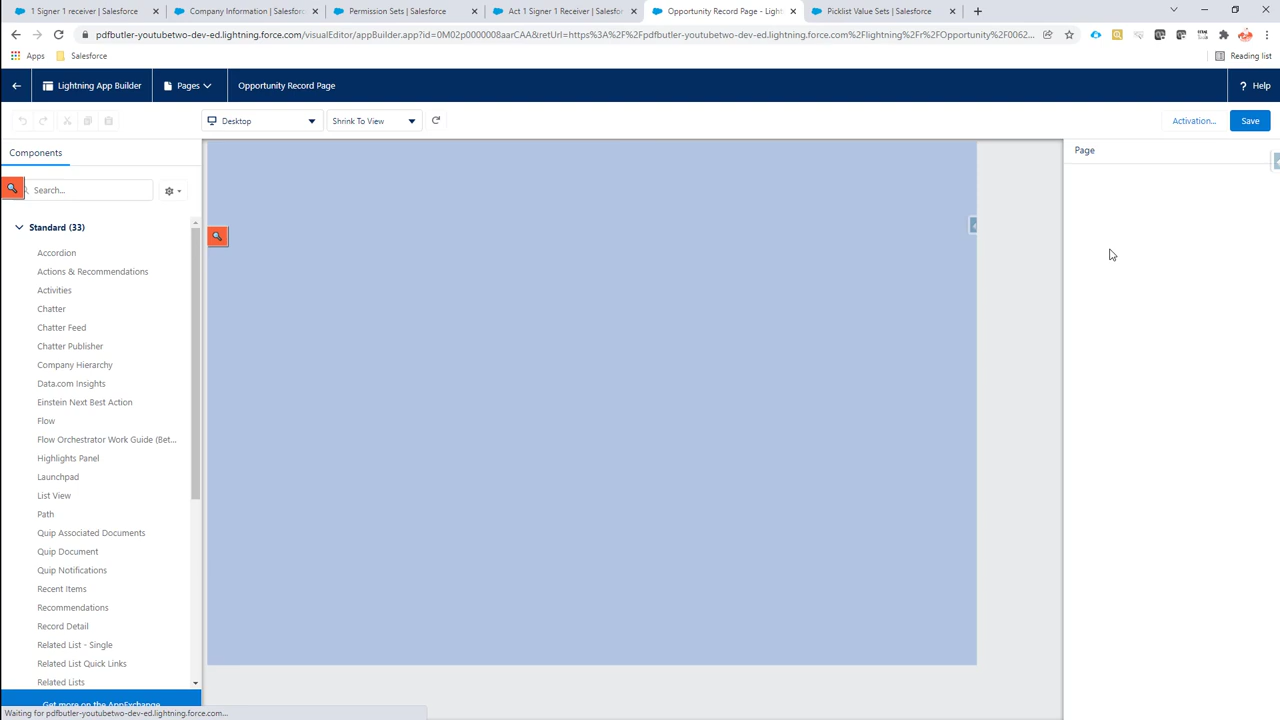 1 Signer 1 receiver | Salesforce
Company Information | Salesforc
Permission Sets | Salesforce
Act 1 Signer 1 Receiver | Salesfo
Opportunity Record Page - Light
Picklist Value Sets | Salesforce
pdfbutler-youtubetwo-dev-ed.lightning.force.com/visualEditor/appBuilder.app?id=0M02p0000008aarCAA&retUrl=https%3A%2F%2Fpdfbutler-youtubetwo-dev-ed.lightning.force.com%2Flightning%2Fr%2FOpportunity%2F0062...
Apps
Salesforce
Reading list
Lightning App Builder
Pages
Opportunity Record Page
? Help
Desktop
Shrink To View
Activation...
Save
Components
Page
Search...
Standard (33)
Accordion
Actions & Recommendations
Activities
Chatter
Chatter Feed
Chatter Publisher
Company Hierarchy
Data.com Insights
Einstein Next Best Action
Flow
Flow Orchestrator Work Guide (Bet...
Highlights Panel
Launchpad
List View
Path
Quip Associated Documents
Quip Document
Quip Notifications
Recent Items
Recommendations
Record Detail
Related List - Single
Related List Quick Links
Related Lists
Get more on the AppExchange
Waiting for pdfbutler-youtubetwo-dev-ed.lightning.force.com...